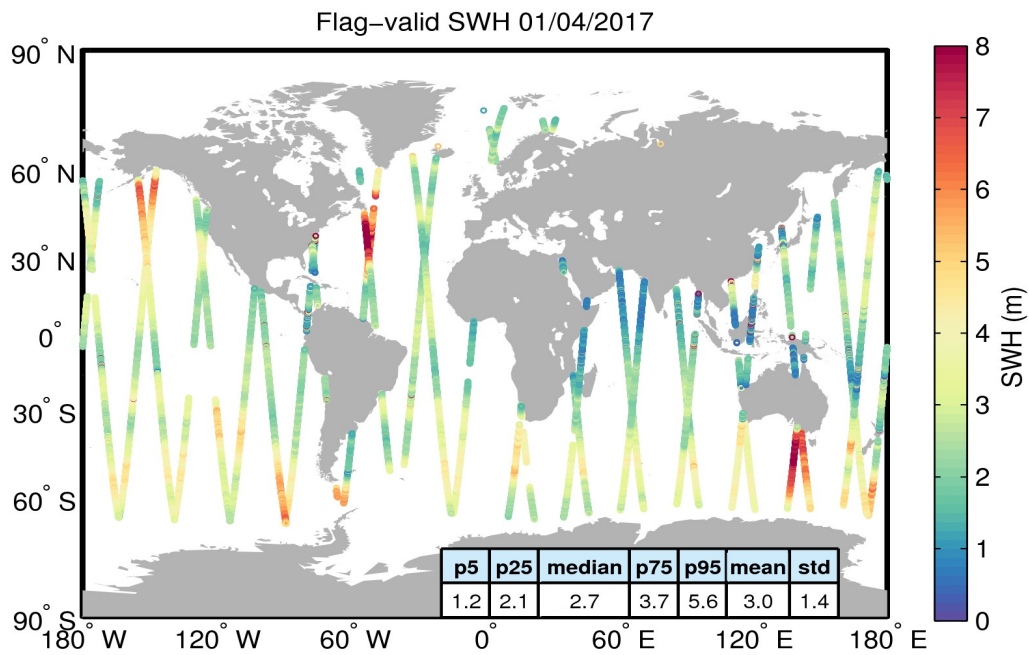 Flag−valid SWH 01/04/2017
90° N
60° N
30° N
0°
30° S
60° S
90° S
180° W
120° W
60° W
0°
60° E
120° E
180° E
p5 p25 median p75 p95 mean std
1.2 2.1 2.7 3.7 5.6 3.0 1.4
8
7
6
5
4
3
2
1
0
SWH (m)